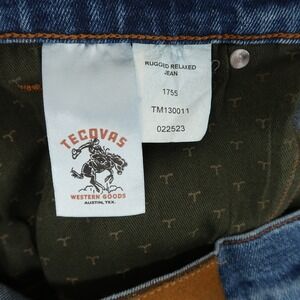 TECOVAS
WESTERN GOODS
AUSTIN, TEX.
RUGGED RELAXED
JEAN
1755
TM130011
022523